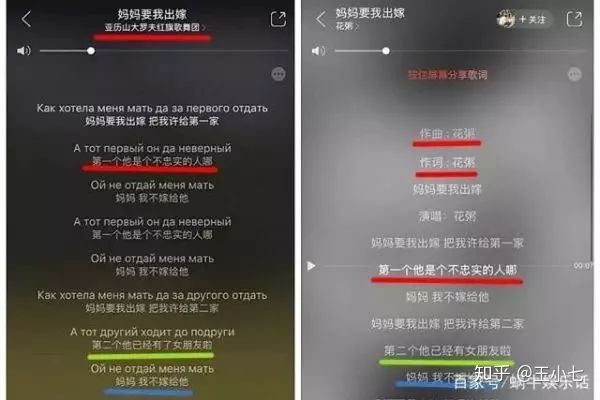 妈妈要我出嫁
亚历山大罗夫红旗歌舞团
Как хотела меня мать да за первого отдать
妈妈要我出嫁 把我许给第一家
А тот первый он да неверный
第一个他是个不忠实的人哪
Ой не отдай меня мать
妈妈 我不嫁给他
А тот первый он да неверный
第一个他是个不忠实的人哪
Ой не отдай меня мать
妈妈 我不嫁给他
Как хотела меня мать да за другого отдать
妈妈要我出嫁 把我许给第二家
А тот другий ходит до подруги
第二个他已经有了女朋友啦
Ой не отдай меня мать
妈妈 我不嫁给他
妈妈要我出嫁
花粥
+ 关注
按住屏幕分享歌词
作曲：花粥
作词：花粥
妈妈要我出嫁
演唱：花粥
妈妈要我出嫁 把我许给第一家
第一个他是个不忠实的人哪
00:07
妈妈 我不嫁给他
妈妈要我出嫁 把我许给第二家
第二个他已经有女朋友啦
妈妈 我不嫁给他
知乎 @王小七
百家号/蜗牛娱乐话